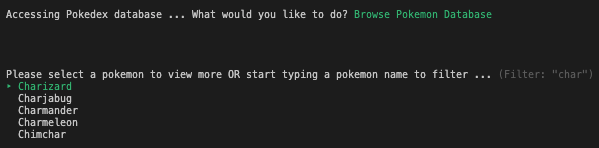 Accessing Pokedex database ... What would you like to do? Browse Pokemon Database
Please select a pokemon to view more OR start typing a pokemon name to filter ... (Filter: "char")
‣ Charizard
Charjabug
Charmander
Charmeleon
Chimchar